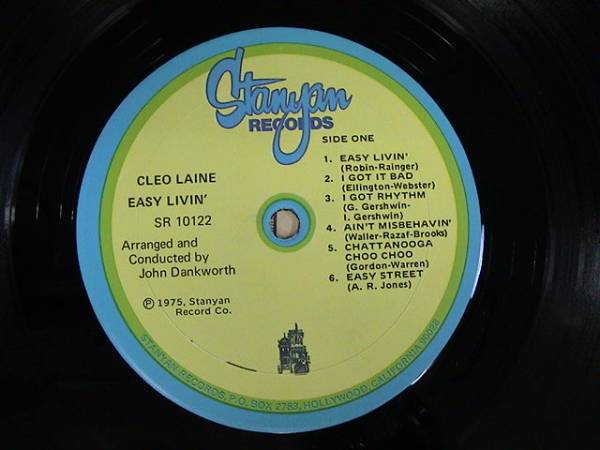 Stanyan
RECORDS
SIDE ONE
CLEO LAINE
EASY LIVIN'
SR 10122
Arranged and
Conducted by
John Dankworth
℗ 1975, Stanyan
Record Co.
1. EASY LIVIN'
(Robin-Rainger)
2. I GOT IT BAD
(Ellington-Webster)
3. I GOT RHYTHM
(G. Gershwin-
I. Gershwin)
4. AIN'T MISBEHAVIN'
(Waller-Razaf-Brooks)
5. CHATTANOOGA
CHOO CHOO
(Gordon-Warren)
6. EASY STREET
(A. R. Jones)
STANYAN RECORDS, P.O. BOX 2783, HOLLYWOOD, CALIFORNIA 90028